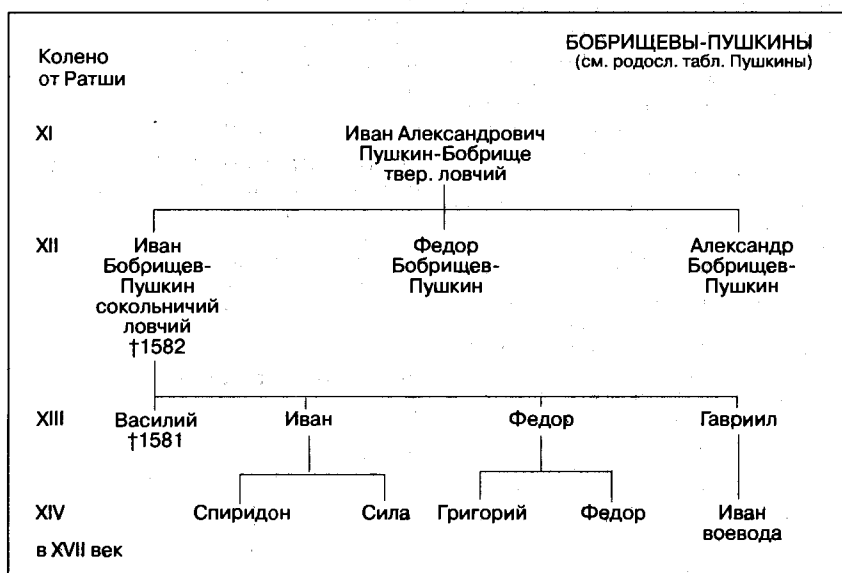 БОБРИЩЕВЫ-ПУШКИНЫ
(см. родосл. табл. Пушкины)
Колено
от Ратши
XI
Иван Александрович
Пушкин-Бобрище
твер. ловчий
XII
Иван
Бобрищев-
Пушкин
сокольничий
ловчий
†1582
Федор
Бобрищев-
Пушкин
Александр
Бобрищев-
Пушкин
XIII
Василий
†1581
Иван
Федор
Гавриил
XIV
Спиридон
Сила
Григорий
Федор
Иван
воевода
в XVII век